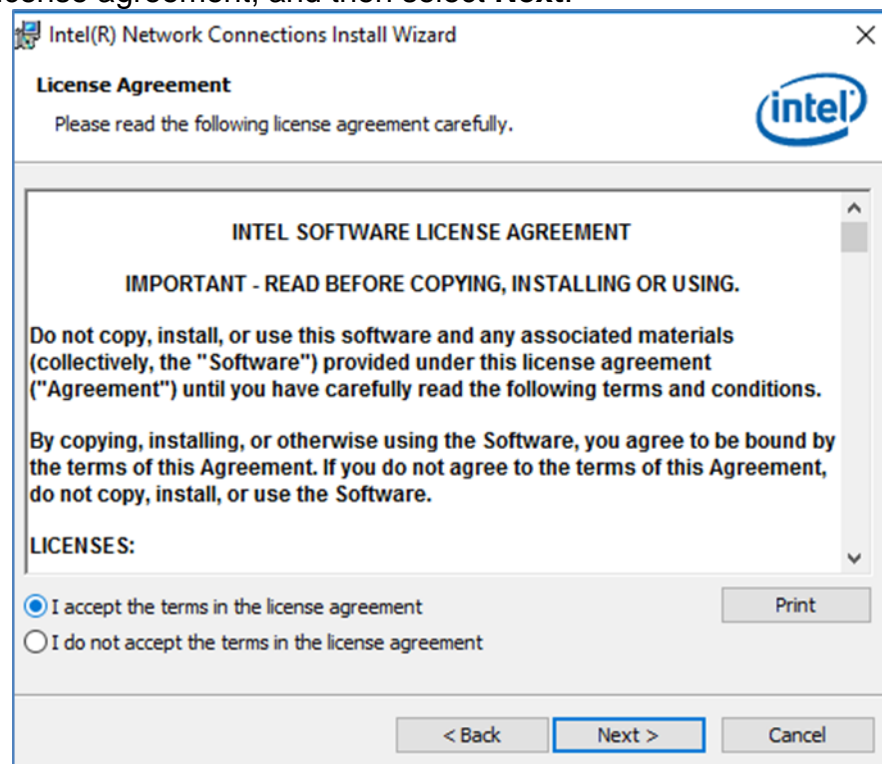 license agreement, and then select Next.
Intel(R) Network Connections Install Wizard
License Agreement
Please read the following license agreement carefully.
intel
INTEL SOFTWARE LICENSE AGREEMENT
IMPORTANT - READ BEFORE COPYING, INSTALLING OR USING.
Do not copy, install, or use this software and any associated materials
(collectively, the "Software") provided under this license agreement
("Agreement") until you have carefully read the following terms and conditions.
By copying, installing, or otherwise using the Software, you agree to be bound by
the terms of this Agreement. If you do not agree to the terms of this Agreement,
do not copy, install, or use the Software.
LICENSES:
I accept the terms in the license agreement
Print
I do not accept the terms in the license agreement
< Back
Next >
Cancel